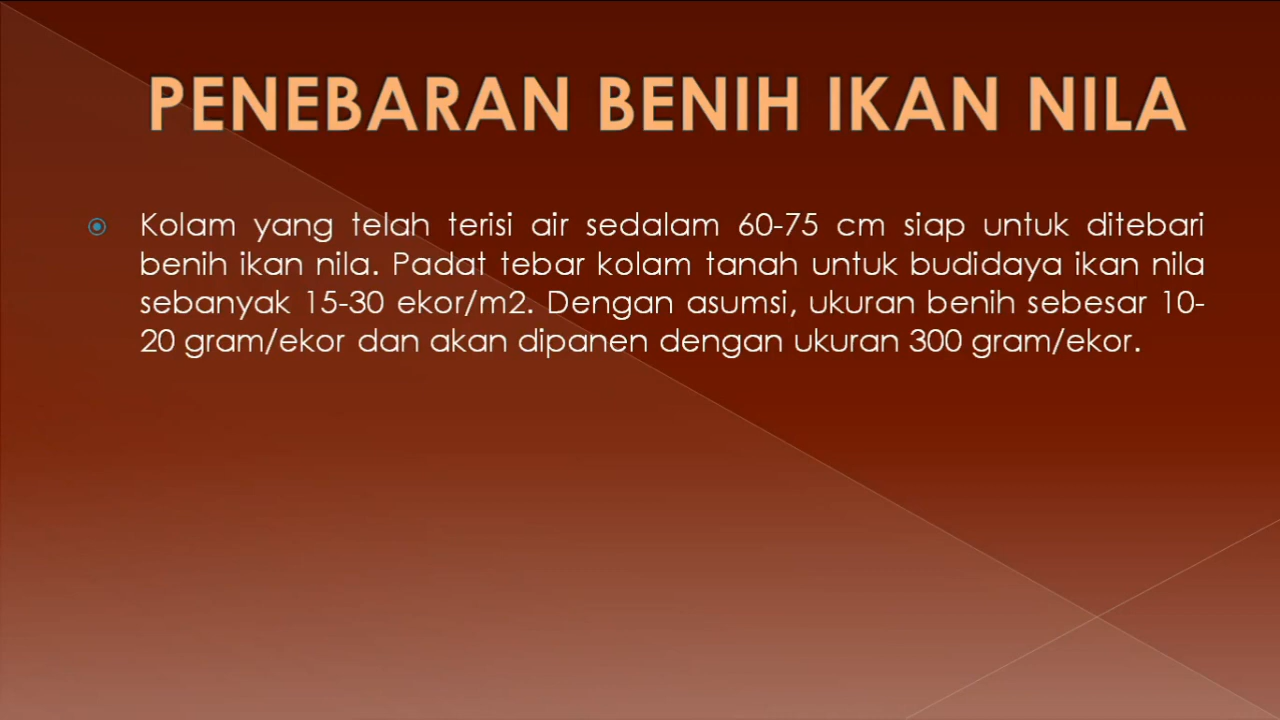 PENEBARAN BENIH IKAN NILA
Kolam yang telah terisi air sedalam 60-75 cm siap untuk ditebari
benih ikan nila. Padat tebar kolam tanah untuk budidaya ikan nila
sebanyak 15-30 ekor/m2. Dengan asumsi, ukuran benih sebesar 10-
20 gram/ekor dan akan dipanen dengan ukuran 300 gram/ekor.